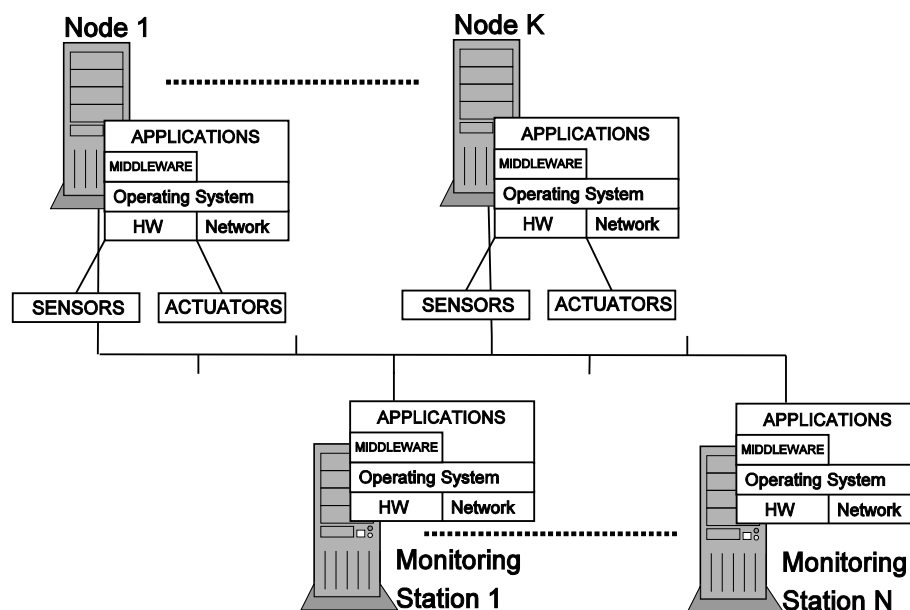 Node 1
Node K
APPLICATIONS
MIDDLEWARE
Operating System
HW Network
SENSORS ACTUATORS
APPLICATIONS
MIDDLEWARE
Operating System
HW Network
SENSORS ACTUATORS
APPLICATIONS
MIDDLEWARE
Operating System
HW Network
Monitoring
Station 1
APPLICATIONS
MIDDLEWARE
Operating System
HW Network
Monitoring
Station N